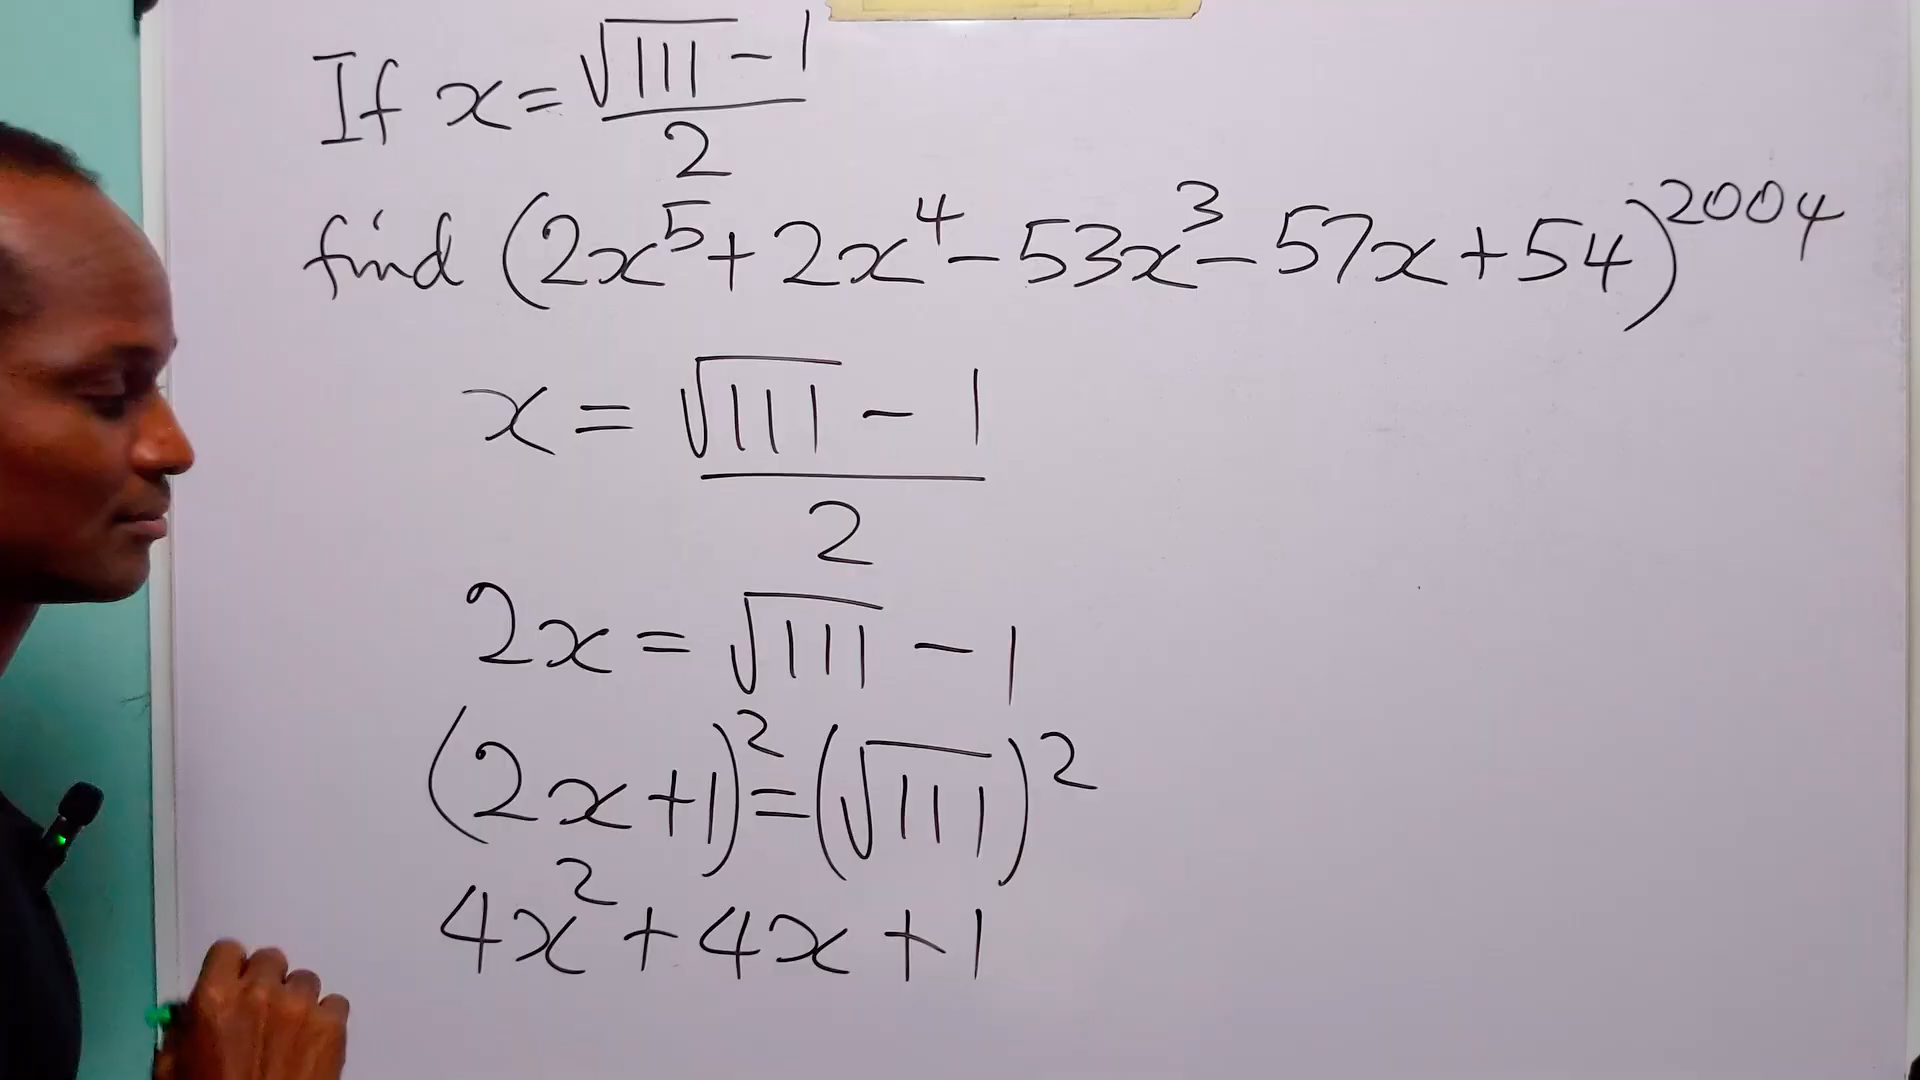 If x = (√111 − 1)/2
find (2x⁵ + 2x⁴ − 53x³ − 57x + 54)²⁰⁰⁴
x = (√111 − 1)/2
2x = √111 − 1
(2x+1)² = (√111)²
4x² + 4x + 1